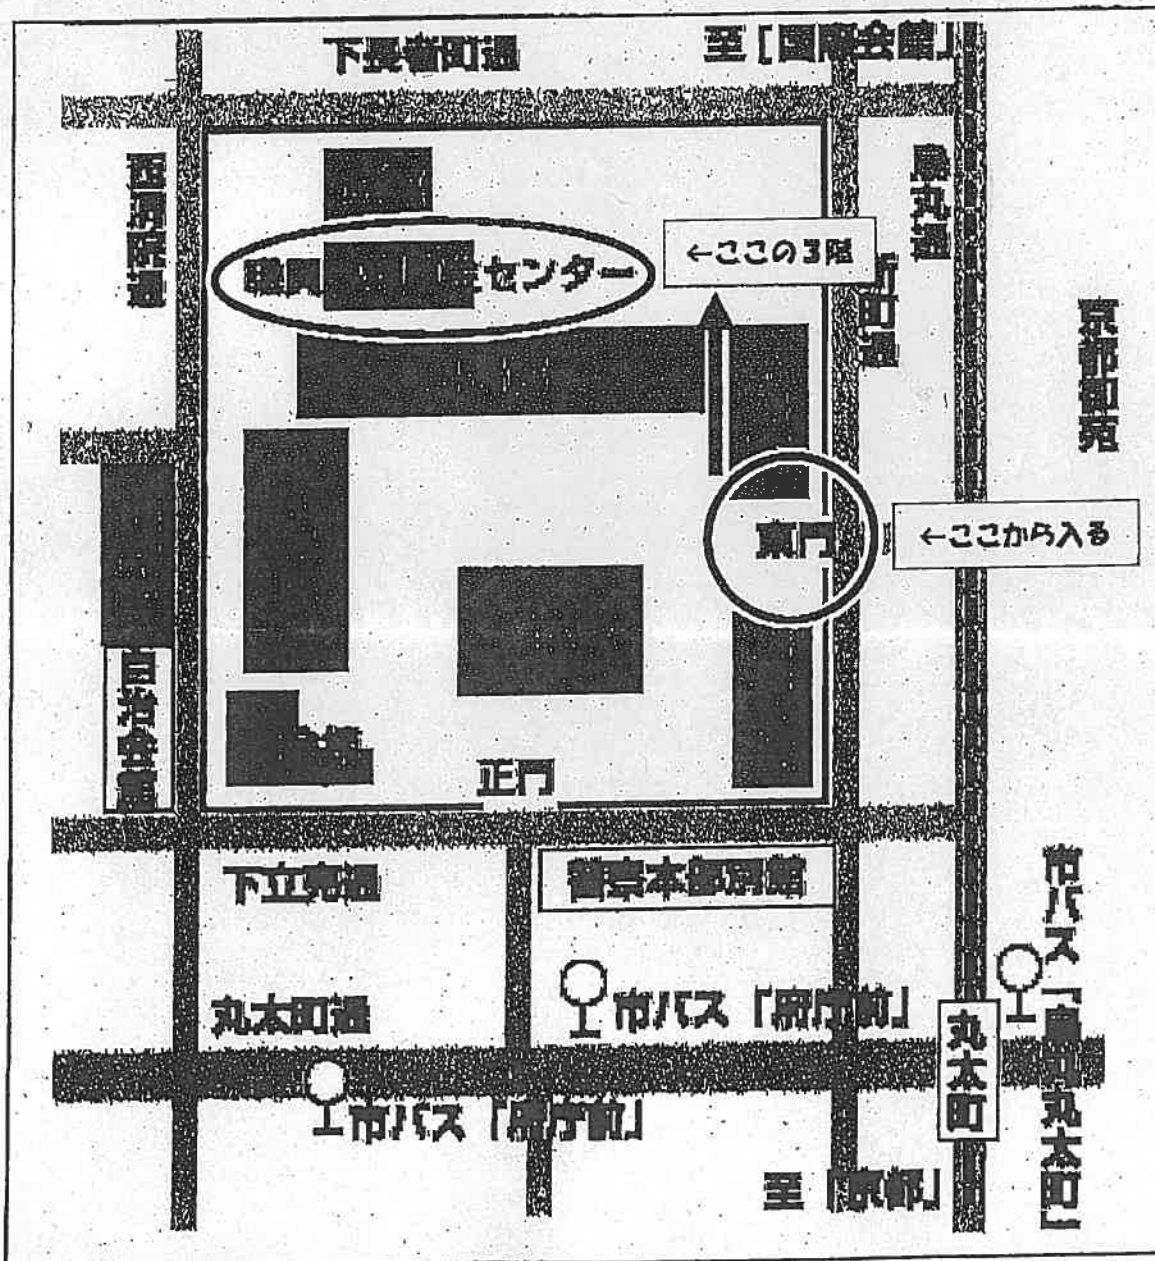 下長者町通
至[国際会館」
西洞院通
烏丸通
←ここの3階
職員
センター
新町通
京都御苑
東門
←ここから入る
自治会館
正門
下立売通
警察本部別館
市バス「烏丸丸太町」
丸太町通
市バス「府庁前」
丸太町
市バス「府庁前」
至「京都」